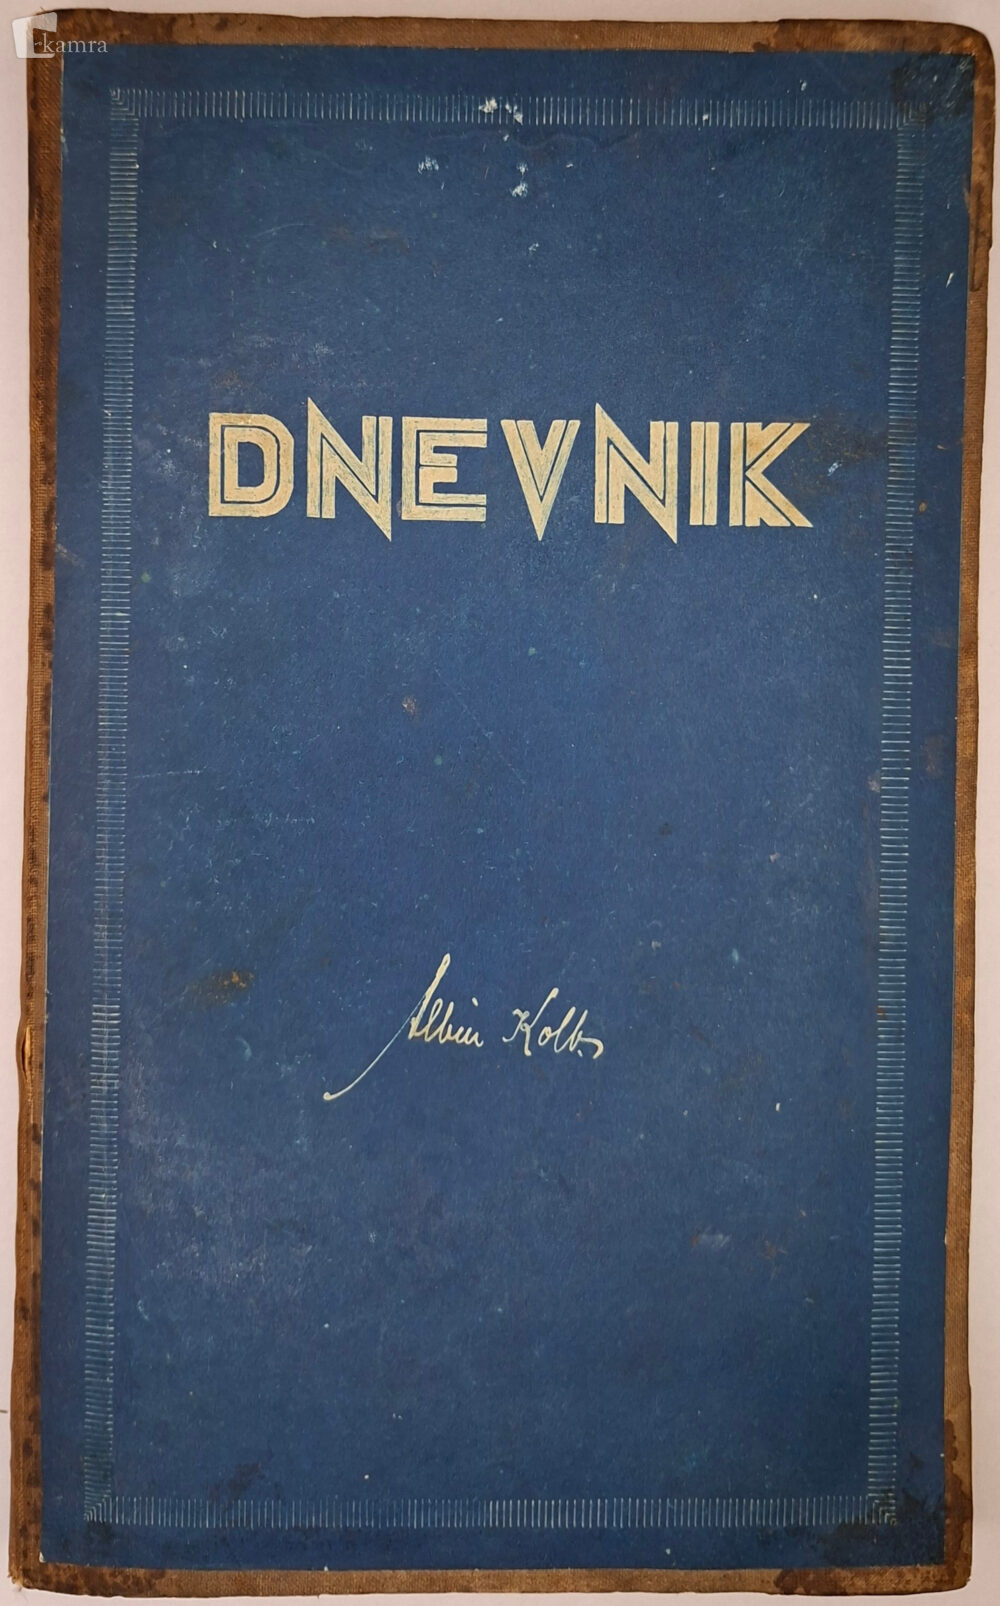 kamra
DNEVNIK
Albin Kolb.